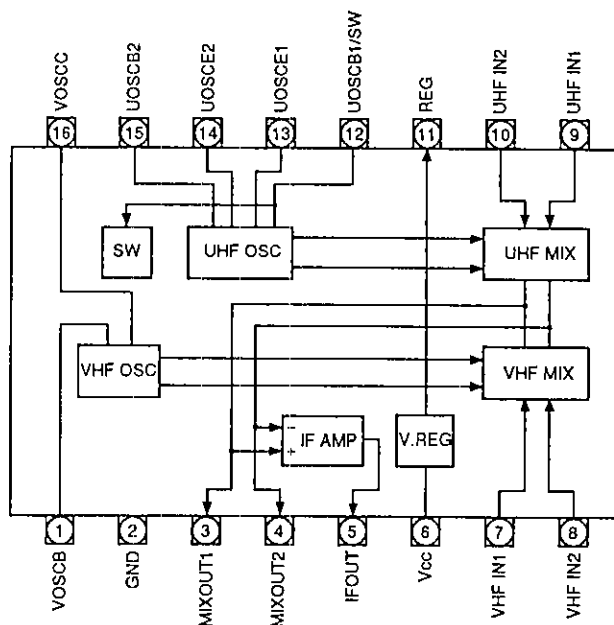 VOSCC
UOSCB2
UOSCE2
UOSCE1
UOSCB1/SW
REG
UHF IN2
UHF IN1
16
15
14
13
12
11
10
9
SW
UHF OSC
UHF MIX
VHF OSC
VHF MIX
−
IF AMP
+
V.REG
1
2
3
4
5
6
7
8
VOSCB
GND
MIXOUT1
MIXOUT2
IFOUT
Vcc
VHF IN1
VHF IN2